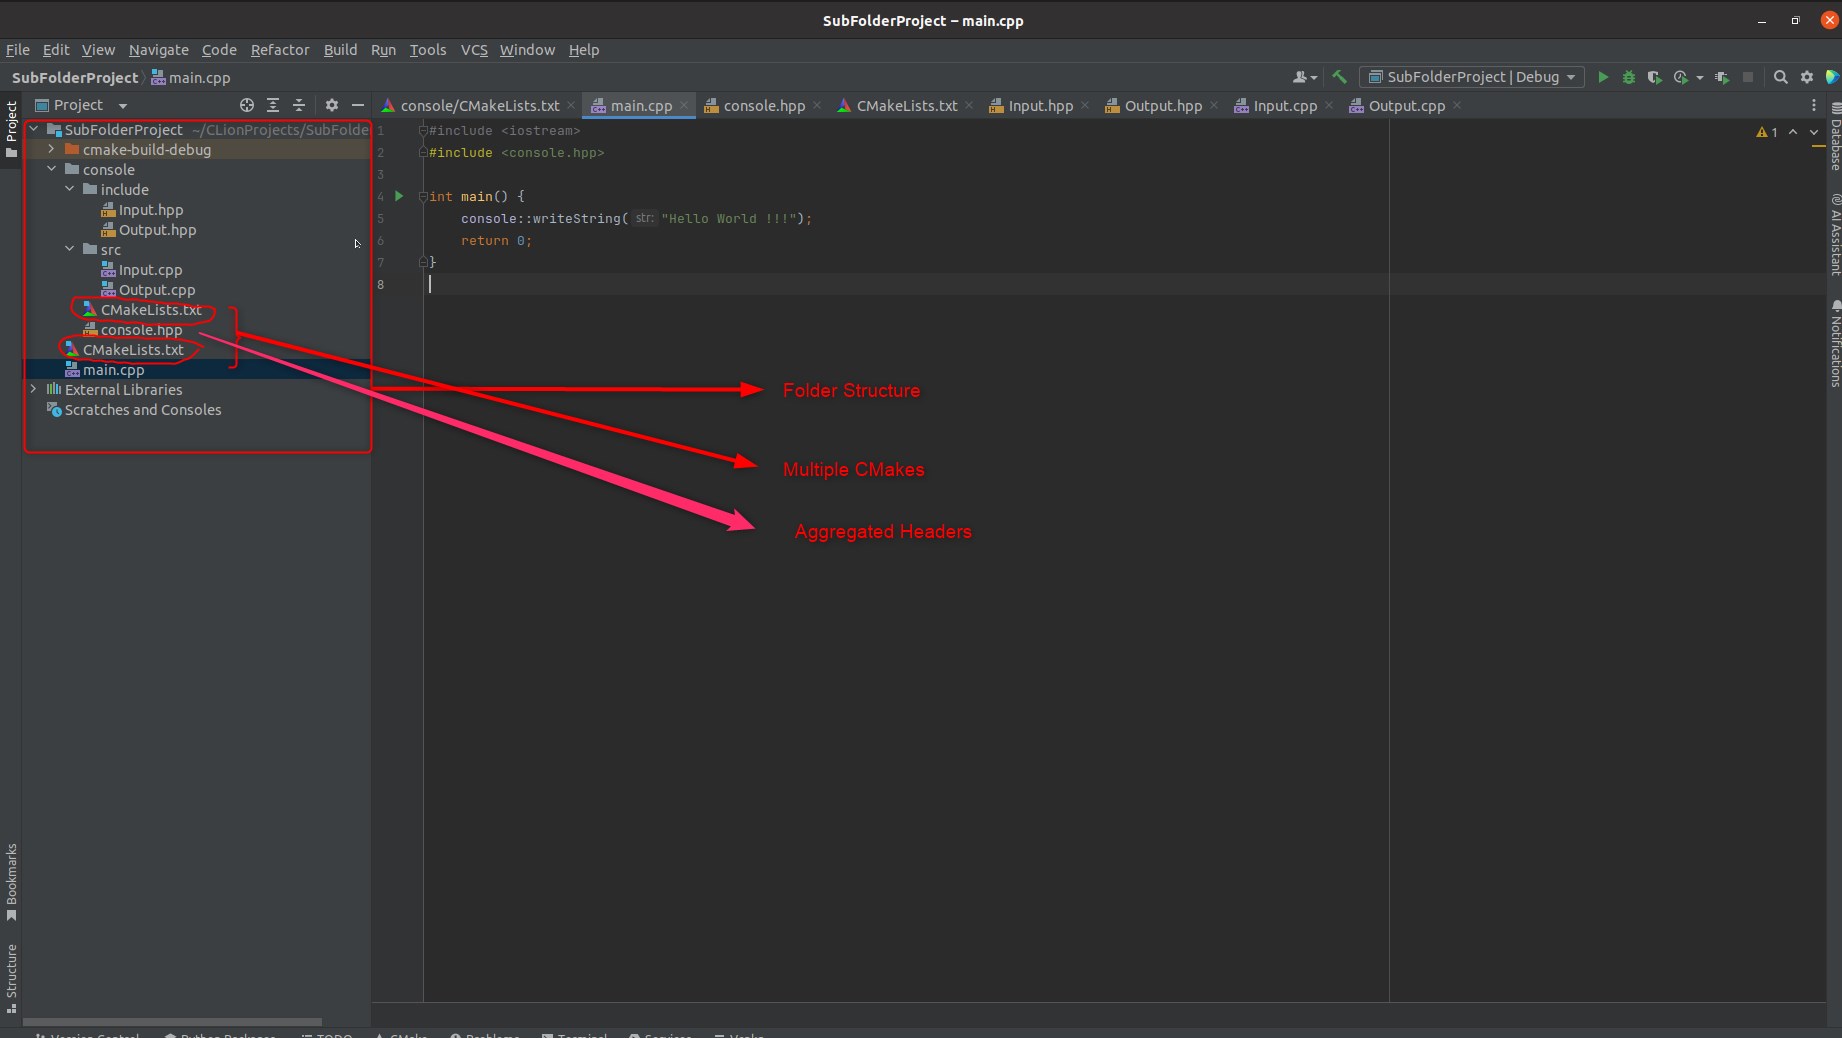 SubFolderProject – main.cpp
File Edit View Navigate Code Refactor Build Run Tools VCS Window Help
SubFolderProject main.cpp
SubFolderProject | Debug
Project
console/CMakeLists.txt main.cpp console.hpp CMakeLists.txt Input.hpp Output.hpp Input.cpp Output.cpp
Project
SubFolderProject ~/CLionProjects/SubFolde
cmake-build-debug
console
include
Input.hpp
Output.hpp
src
Input.cpp
Output.cpp
CMakeLists.txt
console.hpp
CMakeLists.txt
main.cpp
External Libraries
Scratches and Consoles
1 #include <iostream>
2 #include <console.hpp>
3
4 int main() {
5 console::writeString( str: "Hello World !!!");
6 return 0;
7 }
8
1
Folder Structure
Multiple CMakes
Aggregated Headers
Database
AI Assistant
Notifications
Bookmarks
Structure
Version Control Python Packages TODO CMake Problems Terminal Services